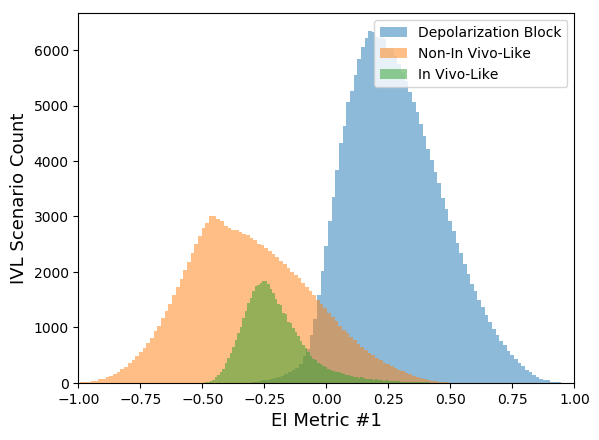 Depolarization Block
Non-In Vivo-Like
In Vivo-Like
6000
5000
4000
3000
2000
1000
0
IVL Scenario Count
−1.00 −0.75 −0.50 −0.25 0.00 0.25 0.50 0.75 1.00
EI Metric #1